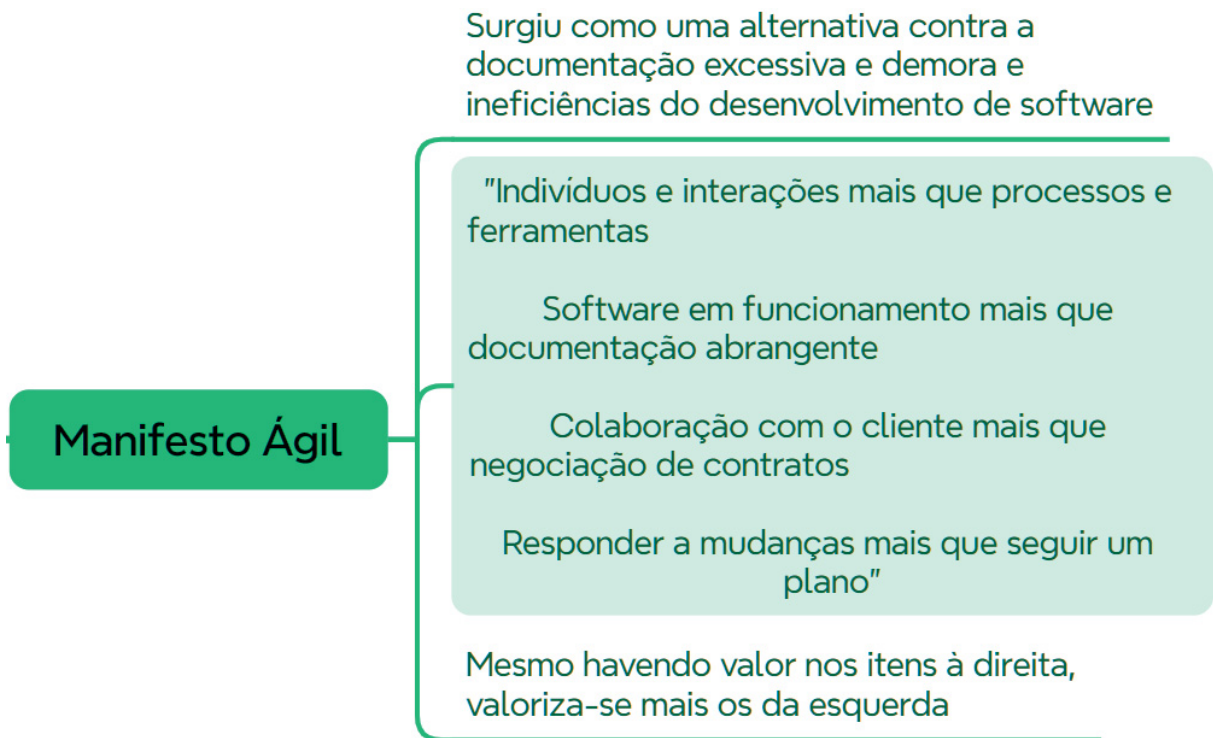 Surgiu como uma alternativa contra a
documentação excessiva e demora e
ineficiências do desenvolvimento de software
"Indivíduos e interações mais que processos e
ferramentas
Software em funcionamento mais que
documentação abrangente
Manifesto Ágil
Colaboração com o cliente mais que
negociação de contratos
Responder a mudanças mais que seguir um
plano"
Mesmo havendo valor nos itens à direita,
valoriza-se mais os da esquerda